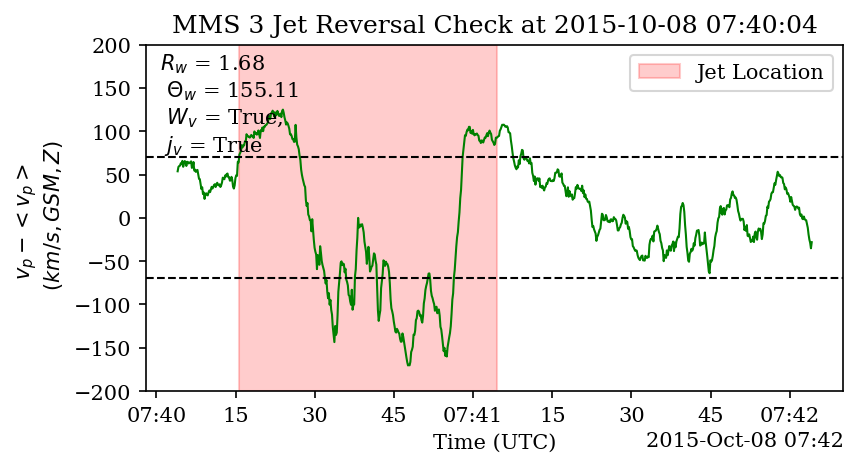 MMS 3 Jet Reversal Check at 2015-10-08 07:40:04
R_w = 1.68
Θ_w = 155.11
W_v = True,
j_v = True
Jet Location
v_p − < v_p >
(km/s, GSM, Z)
200
150
100
50
0
−50
−100
−150
−200
07:40 15 30 45 07:41 15 30 45 07:42
Time (UTC)
2015-Oct-08 07:42